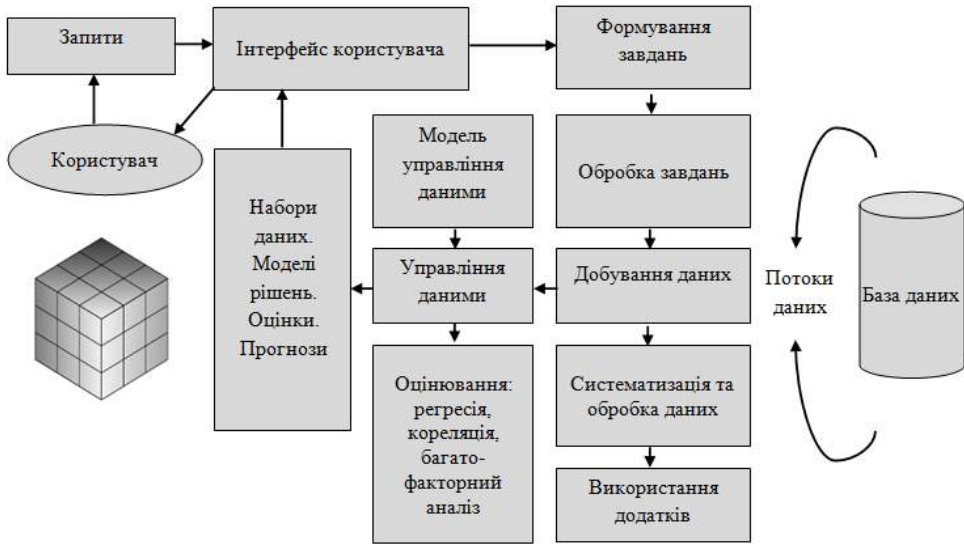 Запити
Інтерфейс користувача
Формування
завдань
Користувач
Модель
управління
даними
Обробка завдань
Набори
даних.
Моделі
рішень.
Оцінки.
Прогнози
Управління
даними
Добування даних
Потоки
даних
База даних
Оцінювання:
регресія,
кореляція,
багато-
факторний
аналіз
Систематизація та
обробка даних
Використання
додатків